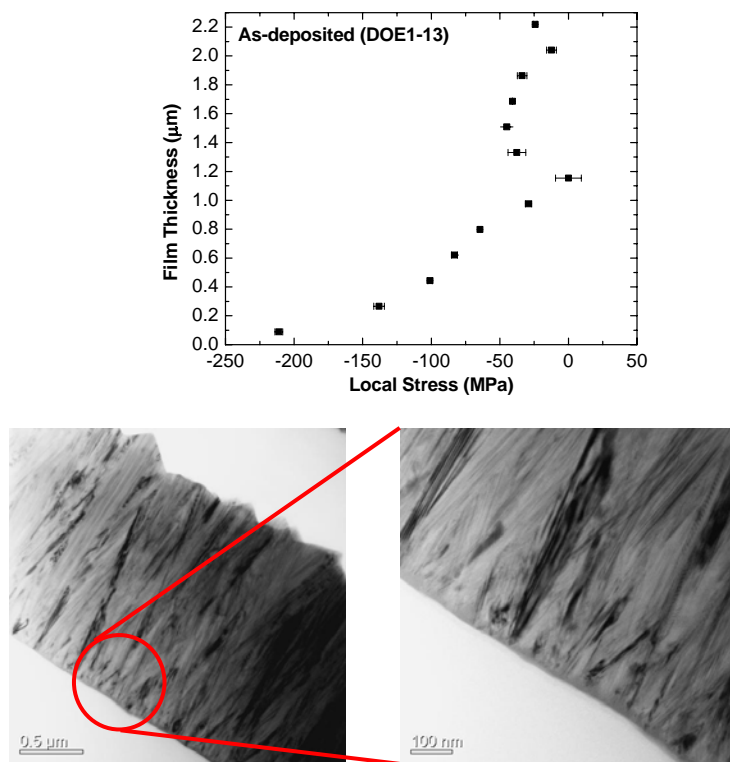 As-deposited (DOE1-13)
Film Thickness (μm)
2.2
2.0
1.8
1.6
1.4
1.2
1.0
0.8
0.6
0.4
0.2
0.0
-250 -200 -150 -100 -50 0 50
Local Stress (MPa)
0.5 μm
100 nm